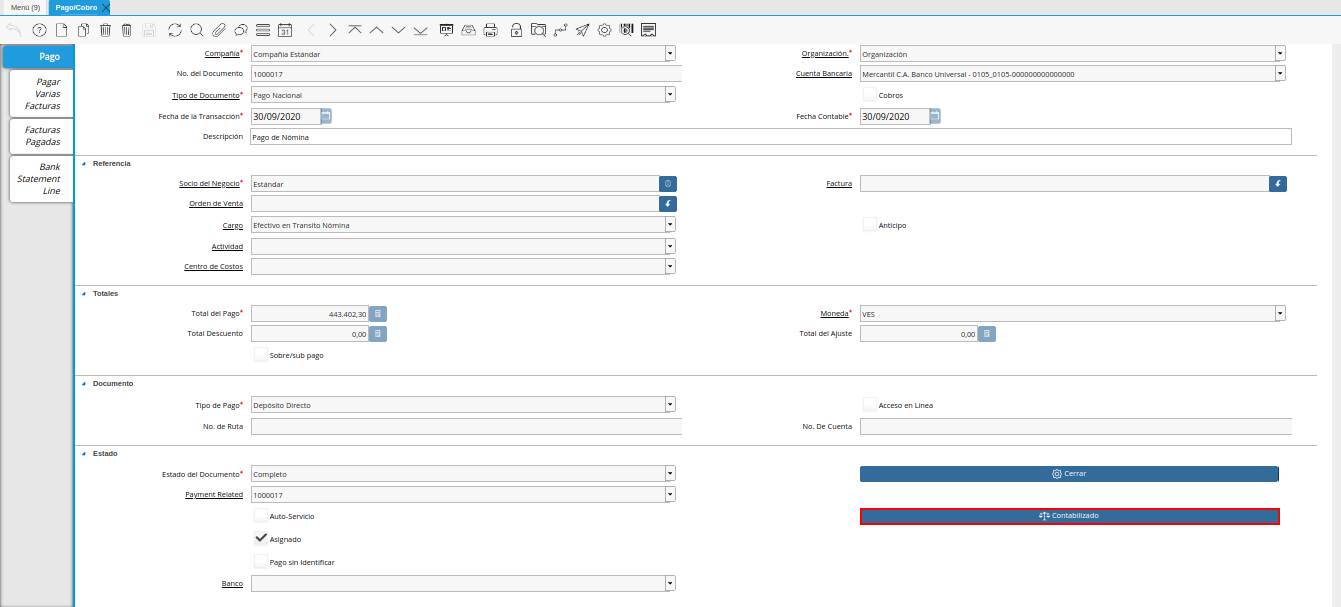 Menú (9) Pago/Cobro
31
Pago
Pagar
Varias
Facturas
Facturas
Pagadas
Bank
Statement
Line
Compañía* Compañía Estándar Organización.* Organización
No. del Documento 1000017 Cuenta Bancaria Mercantil C.A. Banco Universal - 0105_0105-000000000000000
Tipo de Documento* Pago Nacional Cobros
Fecha de la Transacción* 30/09/2020 Fecha Contable* 30/09/2020
Descripción Pago de Nómina
Referencia
Socio del Negocio* Estándar Factura
Orden de Venta
Cargo Efectivo en Transito Nómina Anticipo
Actividad
Centro de Costos
Totales
Total del Pago* 443.402,30 Moneda* VES
Total Descuento 0,00 Total del Ajuste 0,00
Sobre/sub pago
Documento
Tipo de Pago* Depósito Directo Acceso en Línea
No. de Ruta No. De Cuenta
Estado
Estado del Documento* Completo Cerrar
Payment Related 1000017
Auto-Servicio Contabilizado
Asignado
Pago sin Identificar
Banco